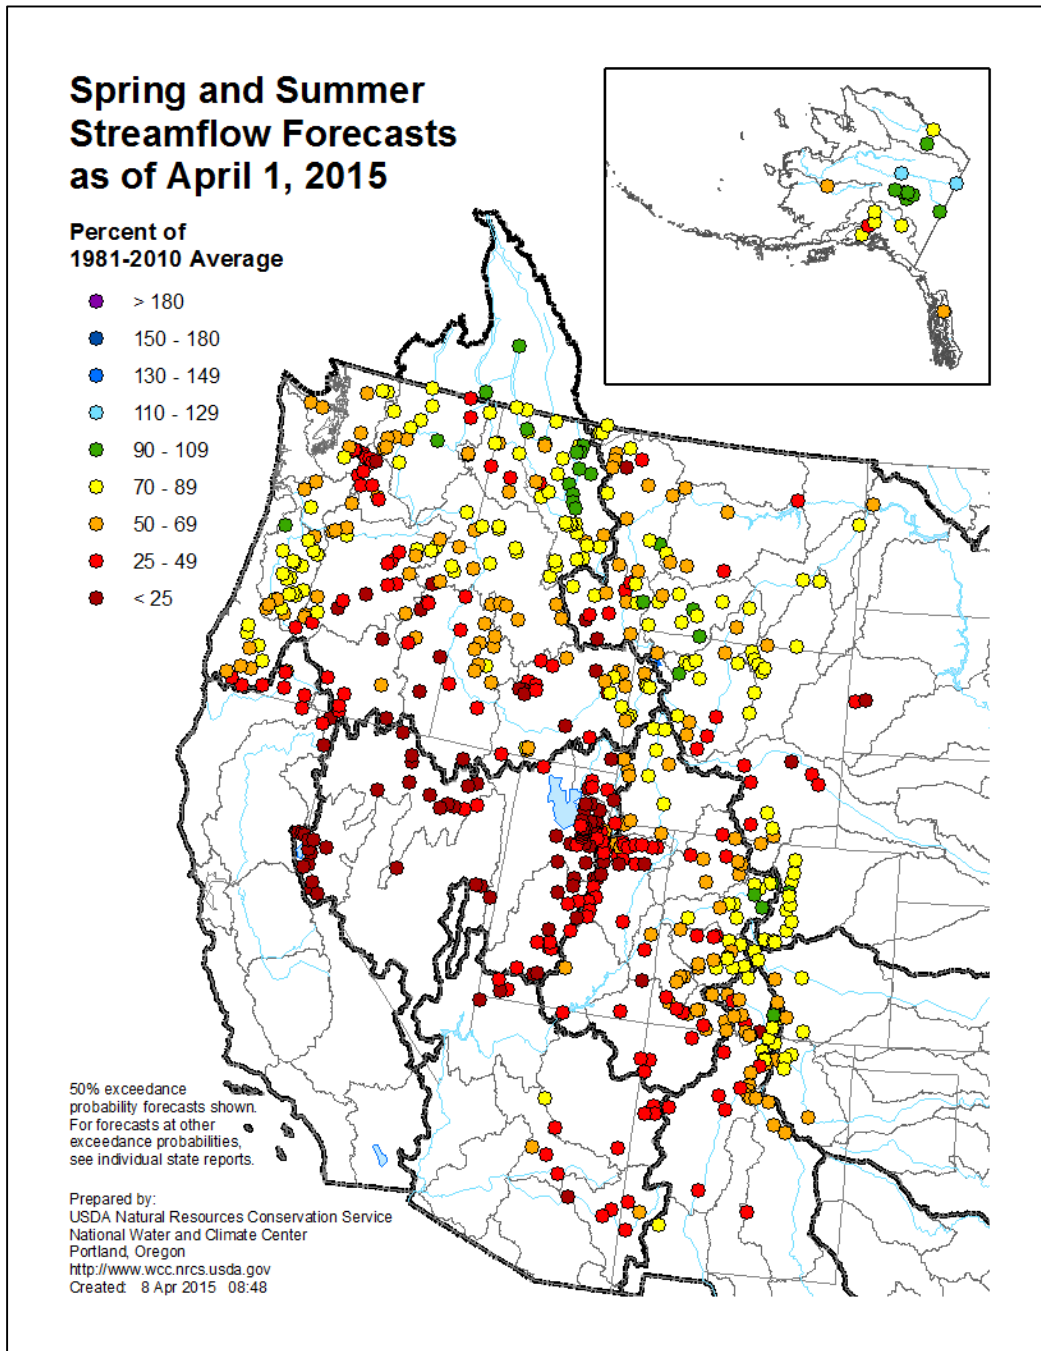 Spring and Summer
Streamflow Forecasts
as of April 1, 2015
Percent of
1981-2010 Average
> 180
150 - 180
130 - 149
110 - 129
90 - 109
70 - 89
50 - 69
25 - 49
< 25
50% exceedance
probability forecasts shown.
For forecasts at other
exceedance probabilities,
see individual state reports.
Prepared by:
USDA Natural Resources Conservation Service
National Water and Climate Center
Portland, Oregon
http://www.wcc.nrcs.usda.gov
Created: 8 Apr 2015 08:48